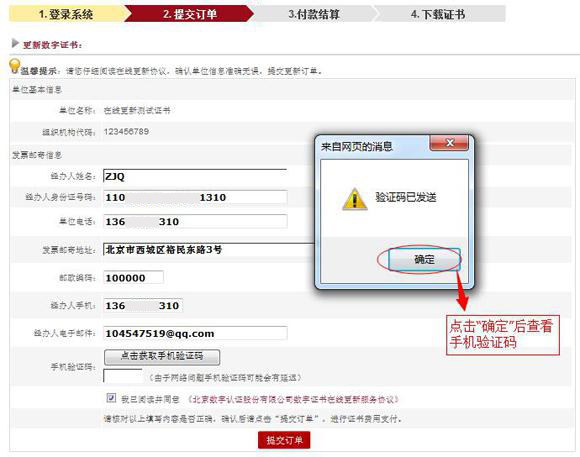 1.登录系统 2.提交订单 3.付款结算 4.下载证书
更新数字证书：
温馨提示：请您仔细阅读在线更新协议，确认单位信息准确无误，提交更新订单。
单位基本信息
单位名称： 在线更新测试证书
组织机构代码： 123456789
发票邮寄信息
经办人姓名： ZJQ
经办人身份证号码： 110 1310
单位电话： 136 310
发票邮寄地址： 北京市西城区裕民东路3号
邮政编码： 100000
经办人手机： 136 310
经办人电子邮件： 104547519@qq.com
手机验证码： 点击获取手机验证码
（由于网络问题手机验证码可能会有延迟）
我已阅读并同意 《北京数字认证股份有限公司数字证书在线更新服务协议》
请核对以上填写内容是否正确，确认后请点击“提交订单”，进行证书费用支付。
提交订单
来自网页的消息
验证码已发送
确定
点击“确定”后查看
手机验证码